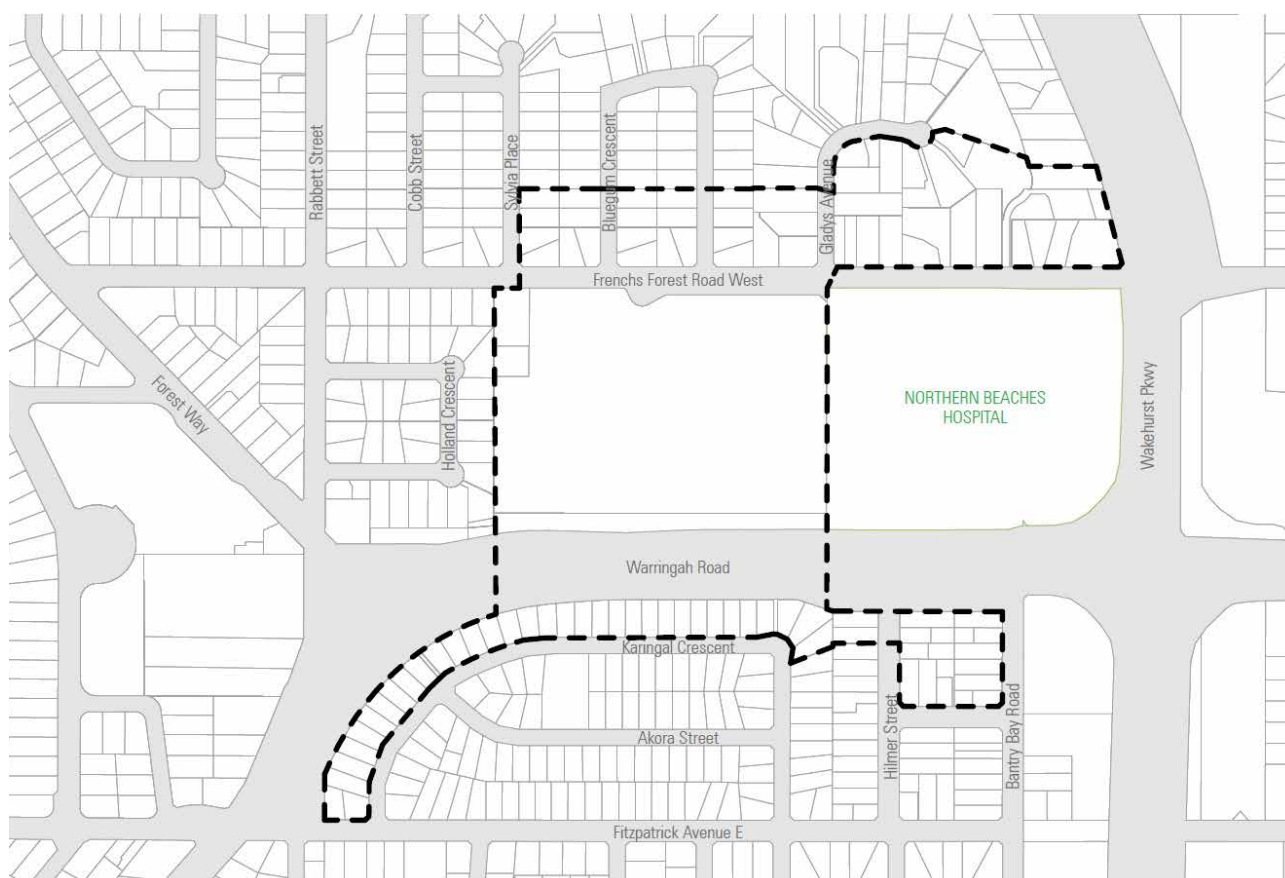 Rabbett Street
Cobb Street
Sylvia Place
Bluegum Crescent
Gladys Avenue
Frenchs Forest Road West
Forest Way
Holland Crescent
NORTHERN BEACHES
HOSPITAL
Wakehurst Pkwy
Warringah Road
Karingal Crescent
Akora Street
Hilmer Street
Bantry Bay Road
Fitzpatrick Avenue E